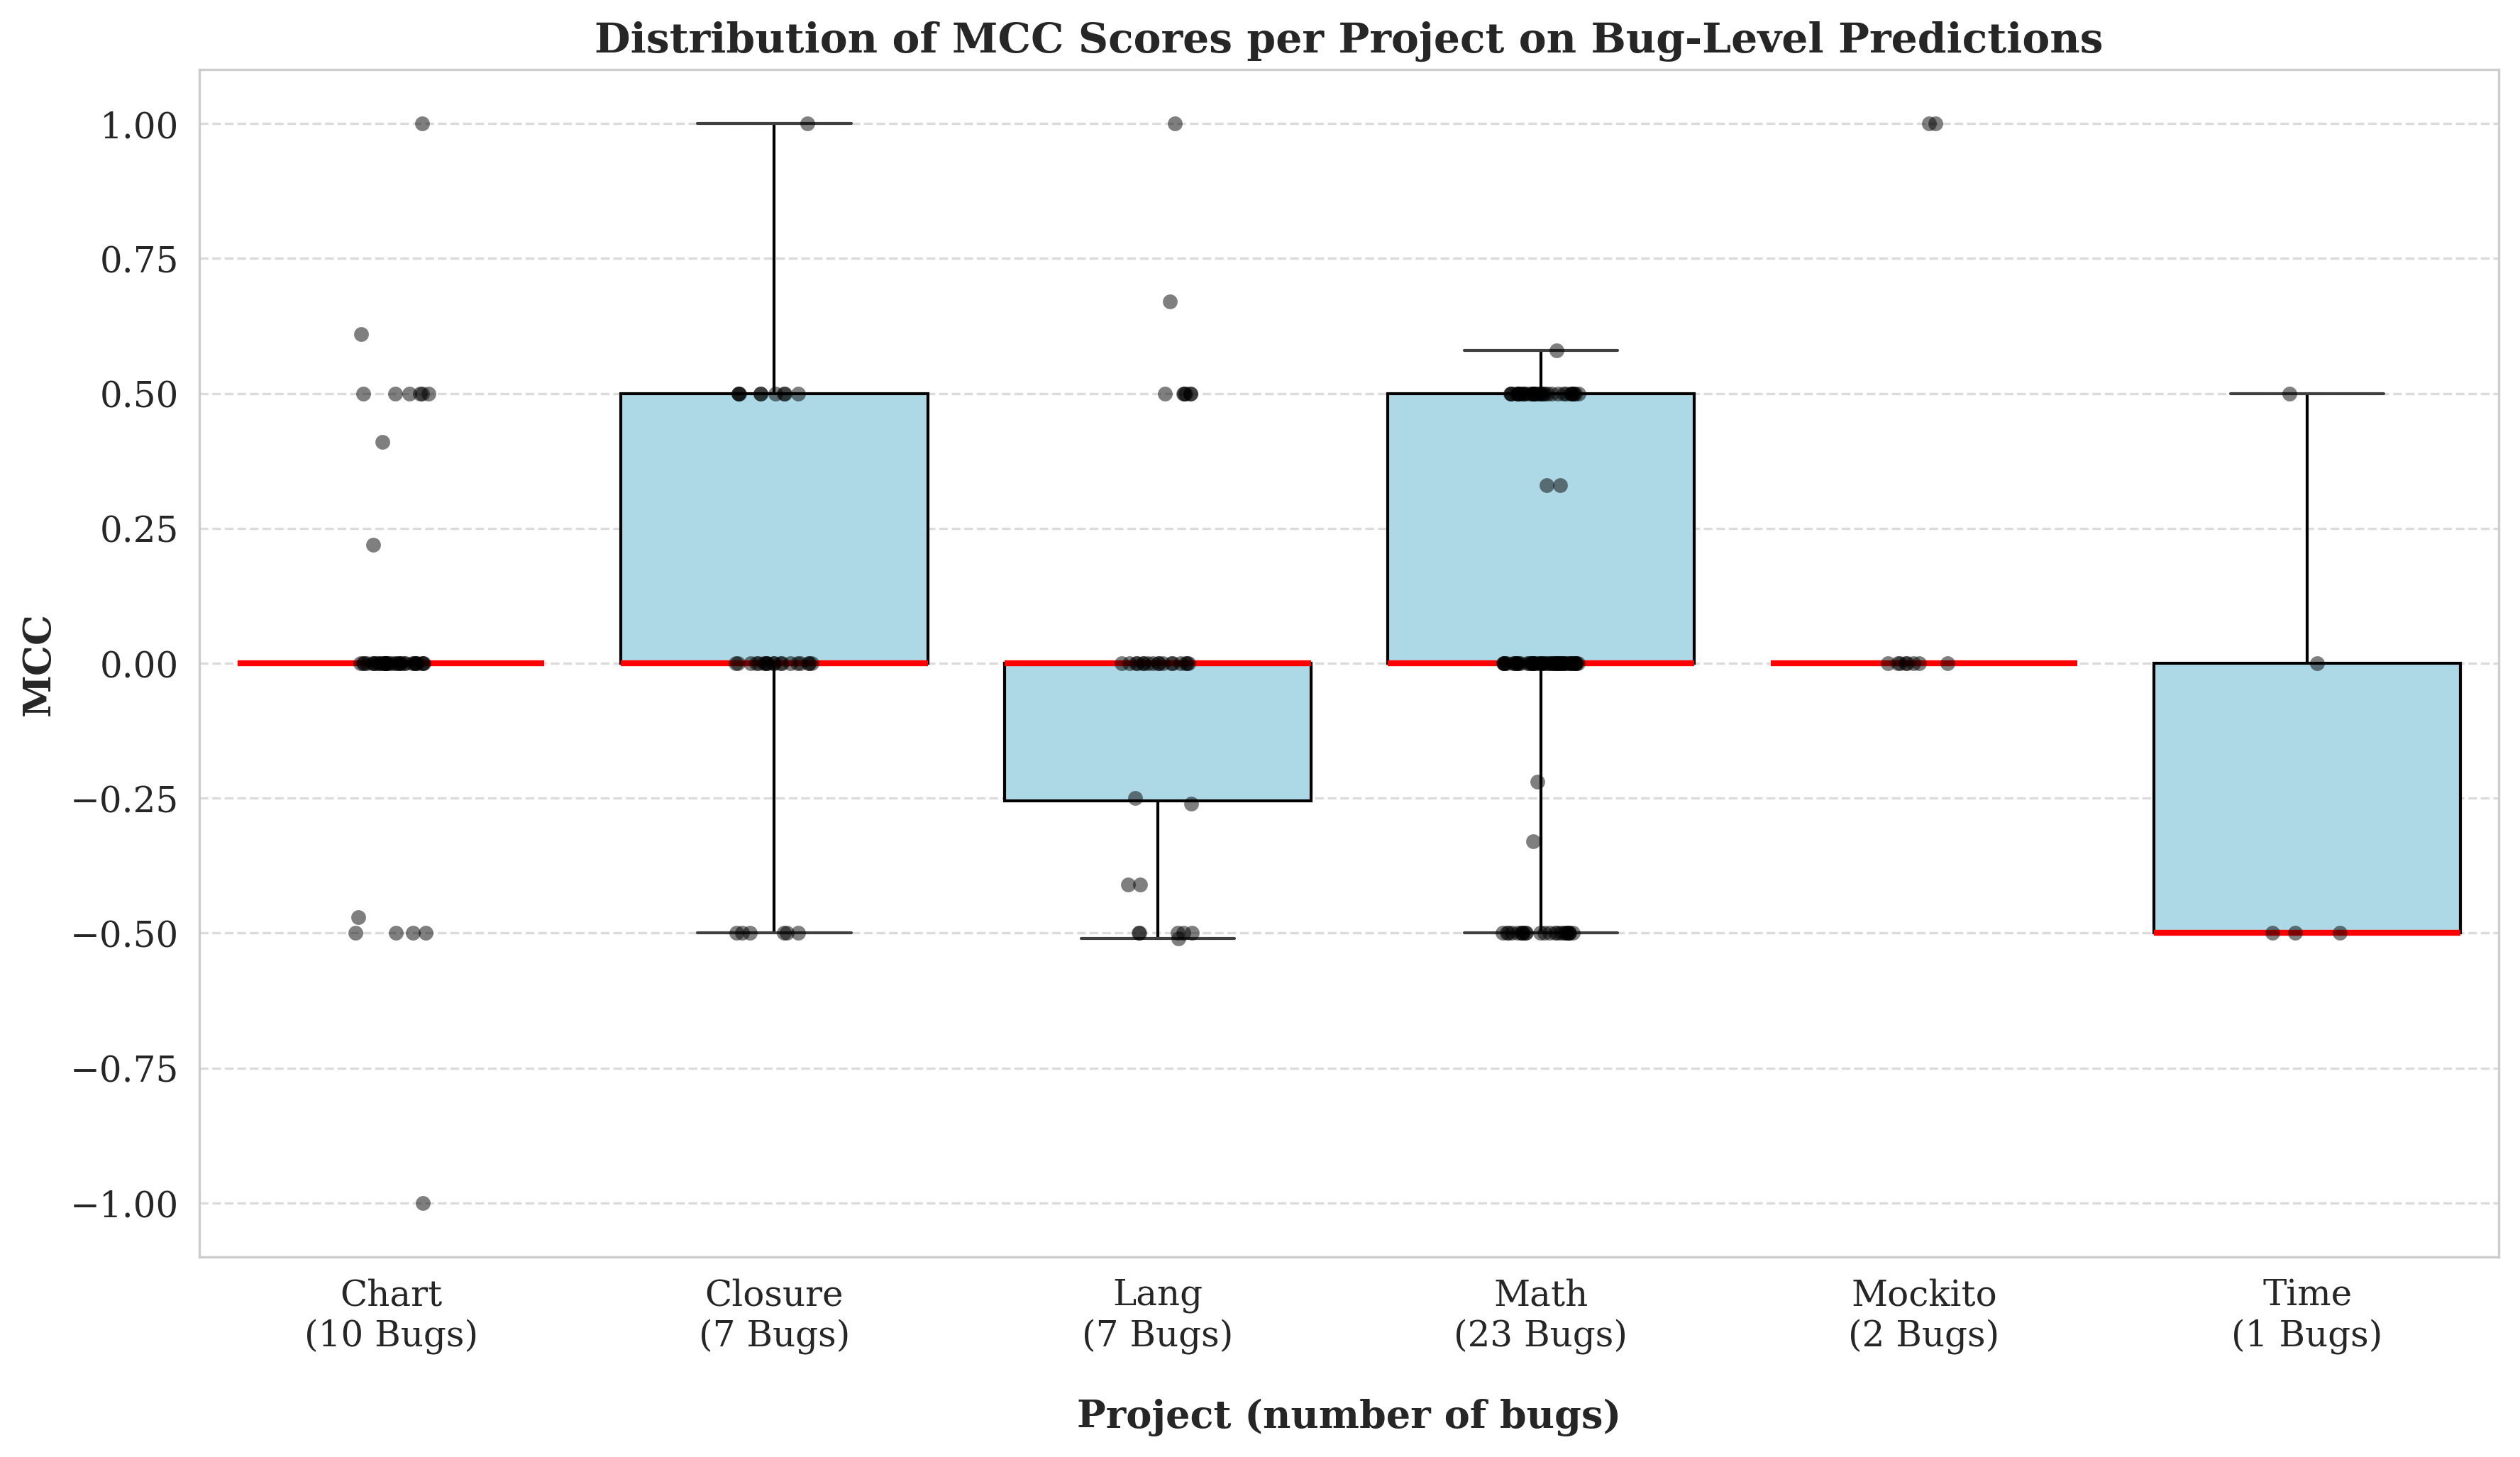 Distribution of MCC Scores per Project on Bug-Level Predictions
MCC
1.00
0.75
0.50
0.25
0.00
−0.25
−0.50
−0.75
−1.00
Chart
(10 Bugs)
Closure
(7 Bugs)
Lang
(7 Bugs)
Math
(23 Bugs)
Mockito
(2 Bugs)
Time
(1 Bugs)
Project (number of bugs)